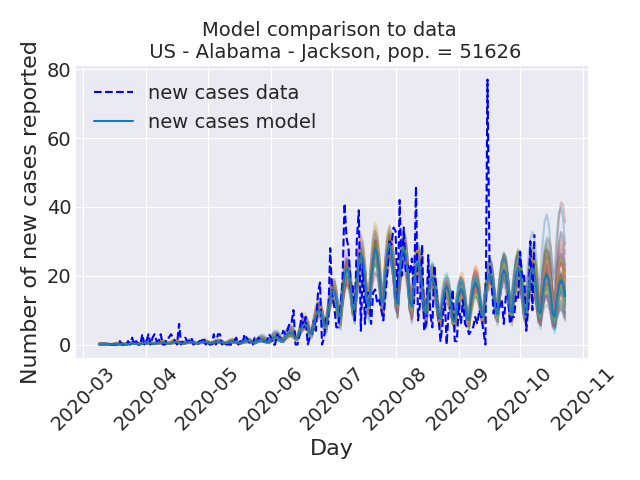 Model comparison to data
US - Alabama - Jackson, pop. = 51626
Number of new cases reported
80
60
40
20
0
new cases data
new cases model
2020-03
2020-04
2020-05
2020-06
2020-07
2020-08
2020-09
2020-10
2020-11
Day